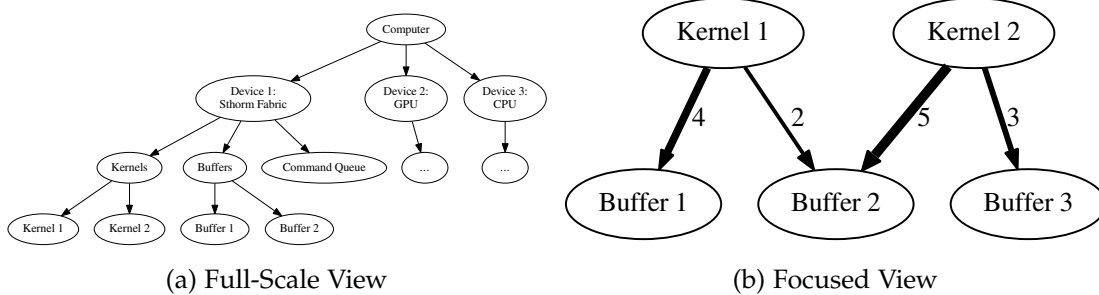 Computer
Device 1:
Sthorm Fabric
Device 2:
GPU
Device 3:
CPU
Kernels
Buffers
Command Queue
...
...
Kernel 1
Kernel 2
Buffer 1
Buffer 2
(a) Full-Scale View
Kernel 1
Kernel 2
4
2
5
3
Buffer 1
Buffer 2
Buffer 3
(b) Focused View